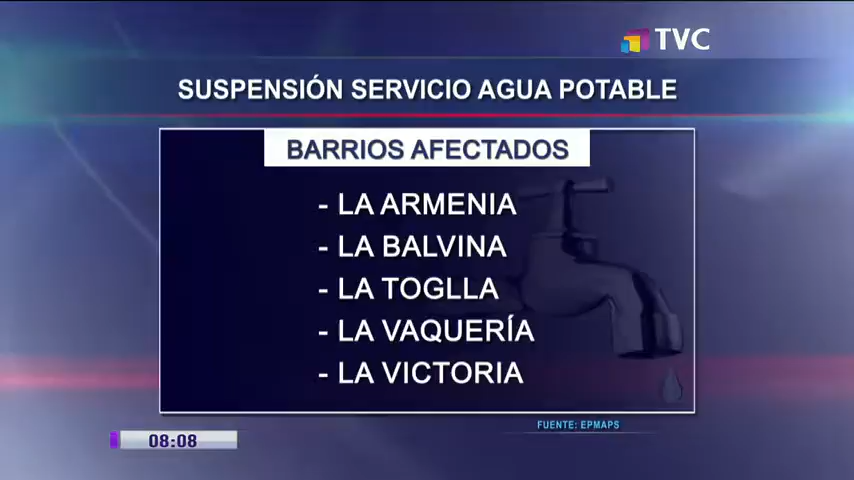 TVC
SUSPENSIÓN SERVICIO AGUA POTABLE
BARRIOS AFECTADOS
- LA ARMENIA
- LA BALVINA
- LA TOGLLA
- LA VAQUERÍA
- LA VICTORIA
FUENTE: EPMAPS
08:08